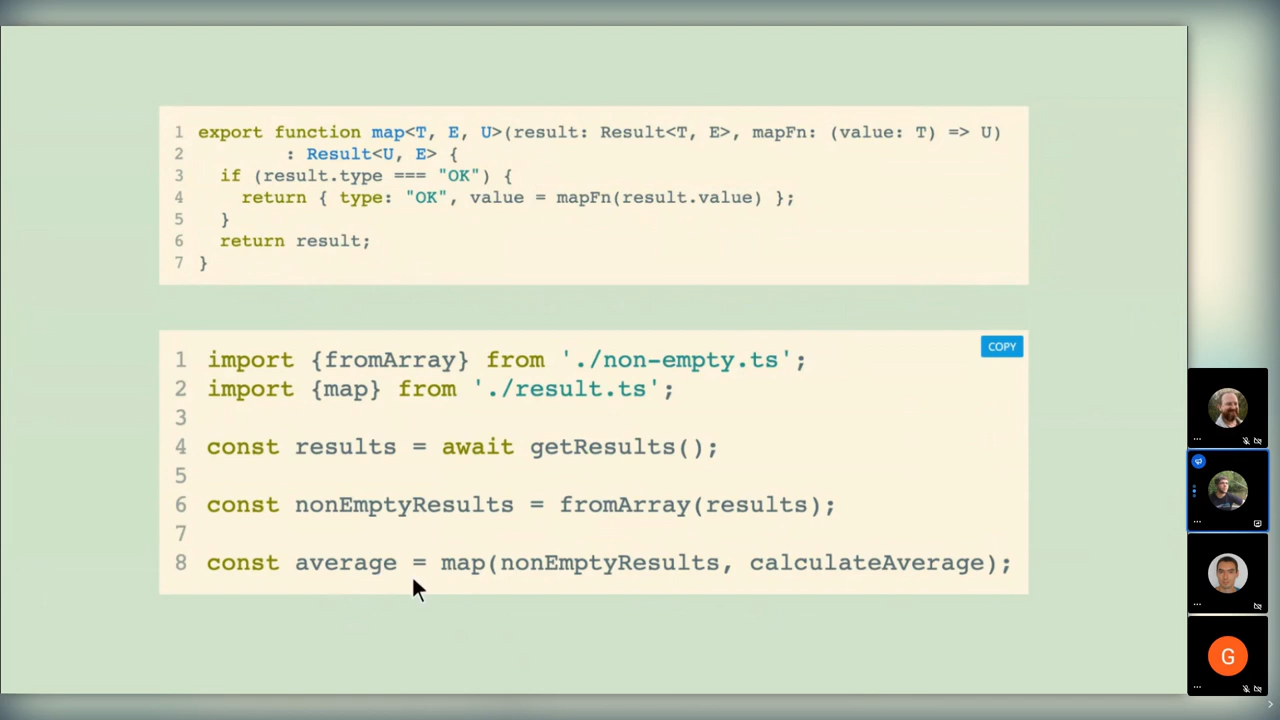 1 export function map<T, E, U>(result: Result<T, E>, mapFn: (value: T) => U)
2         : Result<U, E> {
3   if (result.type === "OK") {
4     return { type: "OK", value = mapFn(result.value) };
5   }
6   return result;
7 }
COPY
1 import {fromArray} from './non-empty.ts';
2 import {map} from './result.ts';
3
4 const results = await getResults();
5
6 const nonEmptyResults = fromArray(results);
7
8 const average = map(nonEmptyResults, calculateAverage);
G